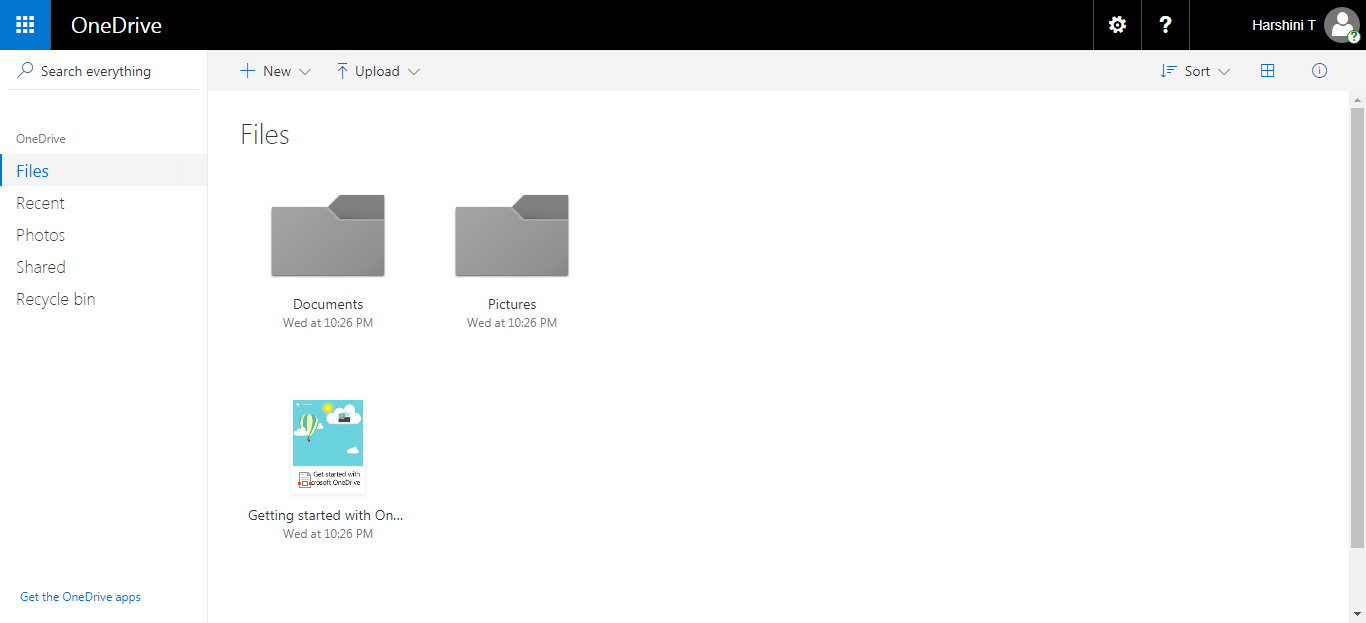 OneDrive
?
Harshini T
?
Search everything
New
Upload
Sort
OneDrive
Files
Recent
Photos
Shared
Recycle bin
Get the OneDrive apps
Files
Documents
Wed at 10:26 PM
Pictures
Wed at 10:26 PM
Get started with
rosoft OneDrive
Getting started with On...
Wed at 10:26 PM